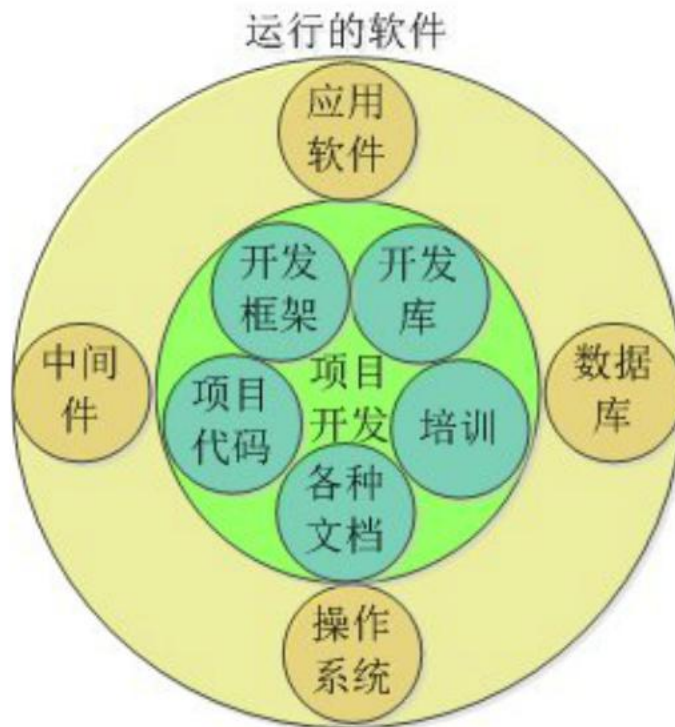 运行的软件
应用
软件
开发
框架
开发
库
中间
件
项目
代码
项目
开发
培训
数据
库
各种
文档
操作
系统